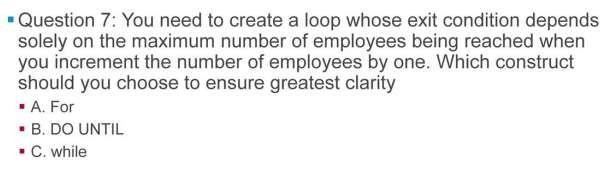 Question 7: You need to create a loop whose exit condition depends
solely on the maximum number of employees being reached when
you increment the number of employees by one. Which construct
should you choose to ensure greatest clarity
A. For
B. DO UNTIL
C. while